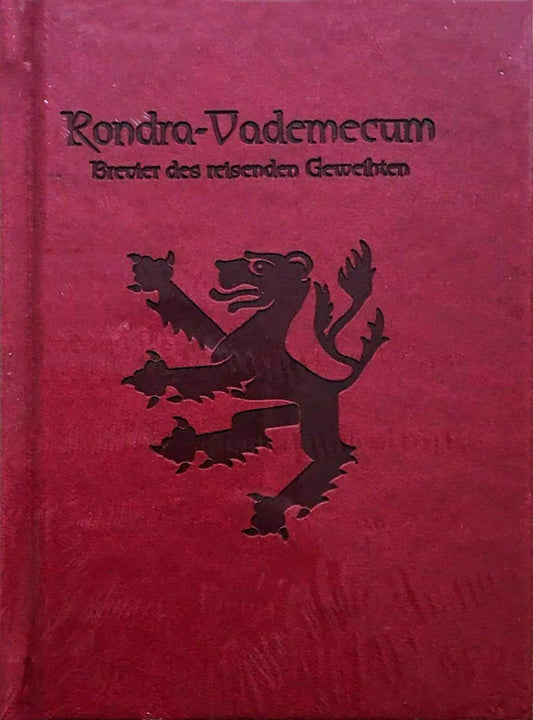 Rondra-Vademecum
Brevier des reisenden Geweihten